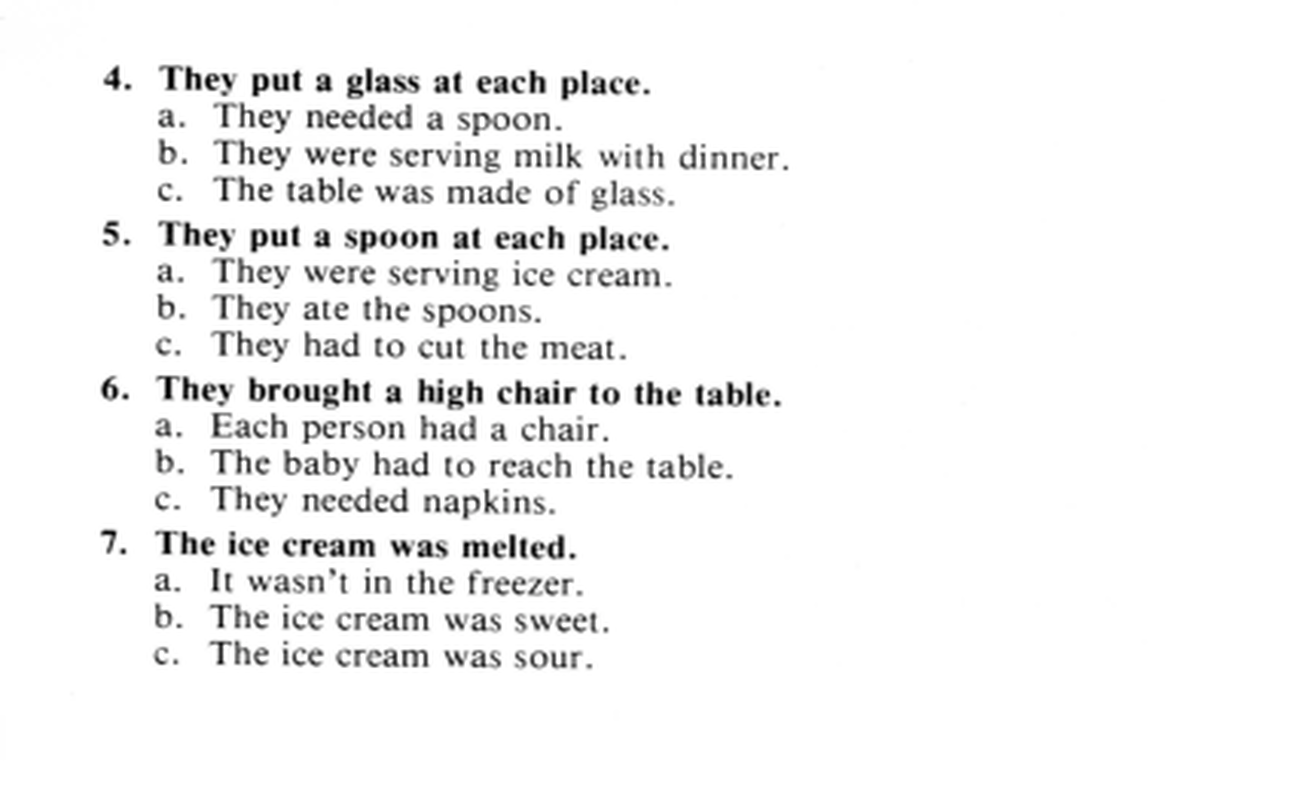 4. They put a glass at each place.
a. They needed a spoon.
b. They were serving milk with dinner.
c. The table was made of glass.
5. They put a spoon at each place.
a. They were serving ice cream.
b. They ate the spoons.
c. They had to cut the meat.
6. They brought a high chair to the table.
a. Each person had a chair.
b. The baby had to reach the table.
c. They needed napkins.
7. The ice cream was melted.
a. It wasn't in the freezer.
b. The ice cream was sweet.
c. The ice cream was sour.